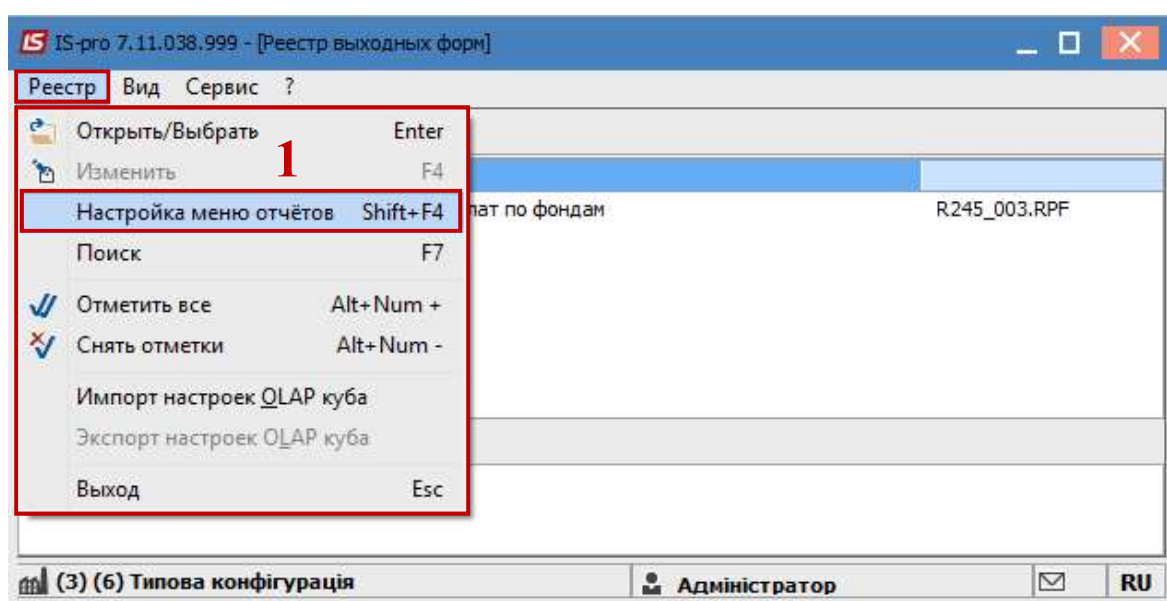 IS IS-pro 7.11.038.999 - [Реестр выходных форм]
Реестр Вид Сервис ?
Открыть/Выбрать Enter
1
Изменить F4
Настройка меню отчётов Shift+F4 лат по фондам R245_003.RPF
Поиск F7
Отметить все Alt+Num +
Снять отметки Alt+Num -
Импорт настроек OLAP куба
Экспорт настроек OLAP куба
Выход Esc
(3) (6) Типова конфігурація Адміністратор RU